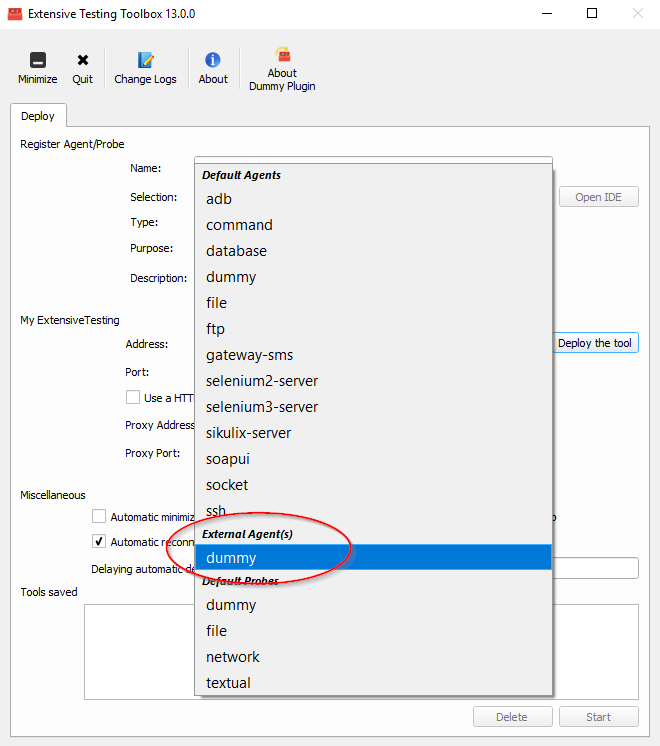 Extensive Testing Toolbox 13.0.0
Minimize
Quit
Change Logs
About
About
Dummy Plugin
Deploy
Register Agent/Probe
Name:
Selection:
Open IDE
Type:
Purpose:
Description:
Default Agents
adb
command
database
dummy
file
ftp
gateway-sms
selenium2-server
selenium3-server
sikulix-server
soapui
socket
ssh
External Agent(s)
dummy
Default Probes
dummy
file
network
textual
My ExtensiveTesting
Address:
Deploy the tool
Port:
Use a HTT
Proxy Address
Proxy Port:
Miscellaneous
Automatic minimiz
Automatic reconn
Delaying automatic de
Tools saved
Delete
Start